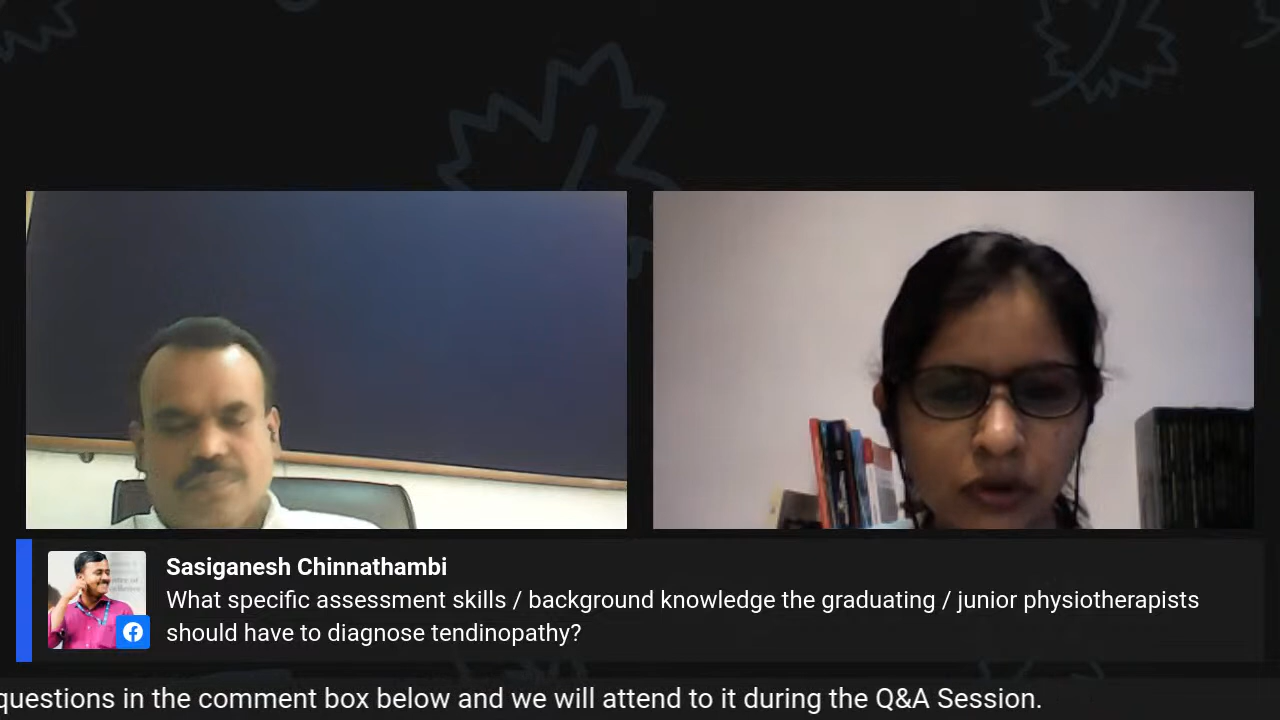 Sasiganesh Chinnathambi
What specific assessment skills / background knowledge the graduating / junior physiotherapists
should have to diagnose tendinopathy?
questions in the comment box below and we will attend to it during the Q&A Session.